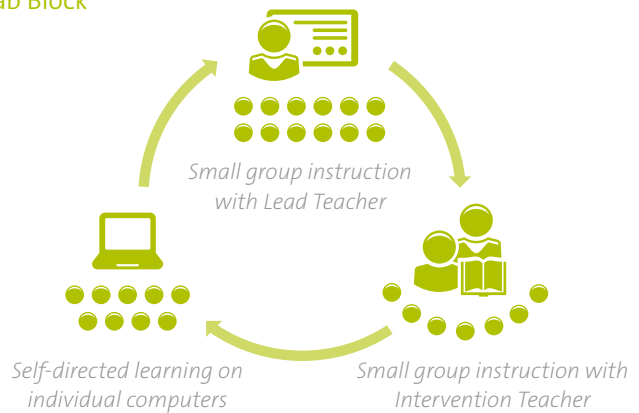 Block
Small group instruction
with Lead Teacher
Self-directed learning on
individual computers
Small group instruction with
Intervention Teacher